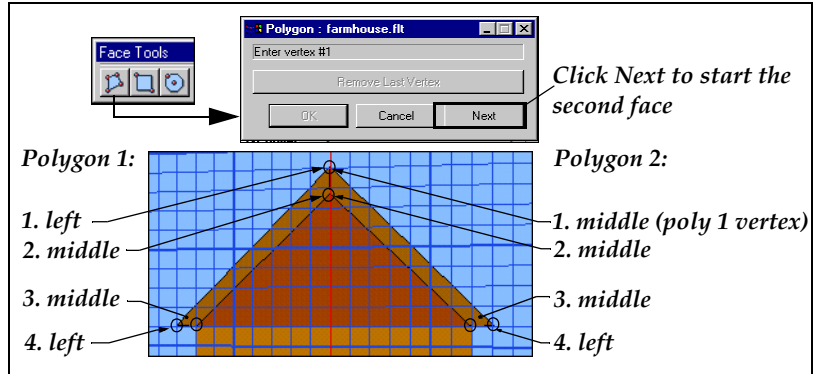 Polygon : farmhouse.flt
Enter vertex #1
Face Tools
Remove Last Vertex
OK Cancel Next
Click Next to start the
second face
Polygon 1:
Polygon 2:
1. left
1. middle (poly 1 vertex)
2. middle
2. middle
3. middle
3. middle
4. left
4. left